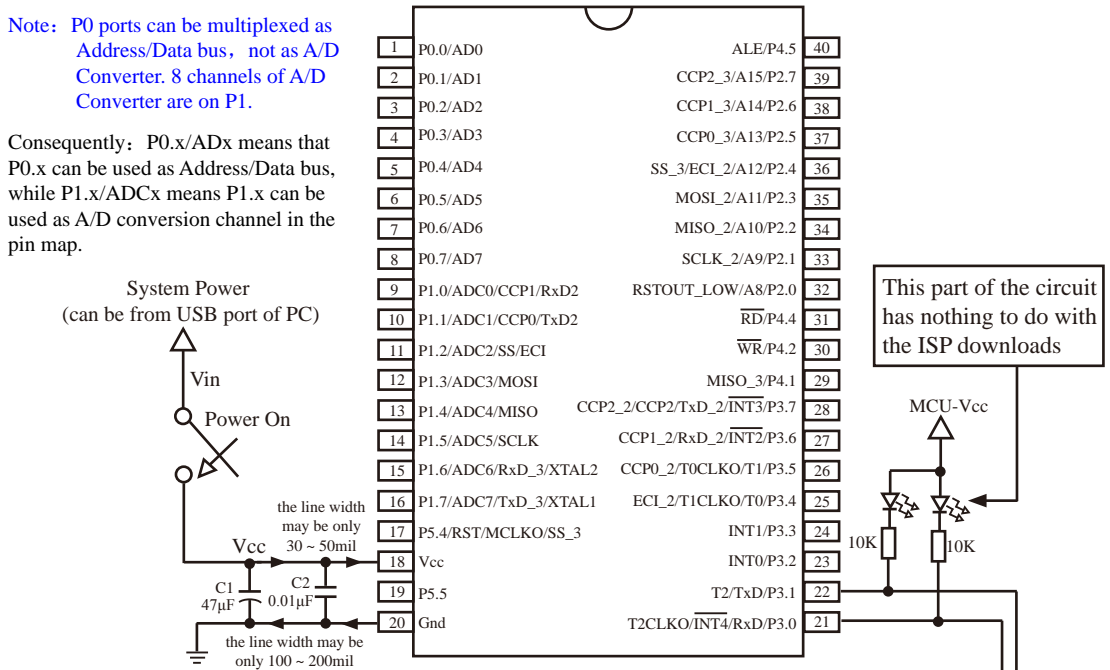 Note：P0 ports can be multiplexed as
Address/Data bus，not as A/D
Converter. 8 channels of A/D
Converter are on P1.
Consequently：P0.x/ADx means that
P0.x can be used as Address/Data bus,
while P1.x/ADCx means P1.x can be
used as A/D conversion channel in the
pin map.
System Power
(can be from USB port of PC)
Vin
Power On
the line width
may be only
30 ~ 50mil
Vcc
C1
47µF
C2
0.01µF
the line width may be
only 100 ~ 200mil
1 P0.0/AD0
2 P0.1/AD1
3 P0.2/AD2
4 P0.3/AD3
5 P0.4/AD4
6 P0.5/AD5
7 P0.6/AD6
8 P0.7/AD7
9 P1.0/ADC0/CCP1/RxD2
10 P1.1/ADC1/CCP0/TxD2
11 P1.2/ADC2/SS/ECI
12 P1.3/ADC3/MOSI
13 P1.4/ADC4/MISO
14 P1.5/ADC5/SCLK
15 P1.6/ADC6/RxD_3/XTAL2
16 P1.7/ADC7/TxD_3/XTAL1
17 P5.4/RST/MCLKO/SS_3
18 Vcc
19 P5.5
20 Gnd
ALE/P4.5 40
CCP2_3/A15/P2.7 39
CCP1_3/A14/P2.6 38
CCP0_3/A13/P2.5 37
SS_3/ECI_2/A12/P2.4 36
MOSI_2/A11/P2.3 35
MISO_2/A10/P2.2 34
SCLK_2/A9/P2.1 33
RSTOUT_LOW/A8/P2.0 32
RD/P4.4 31
WR/P4.2 30
MISO_3/P4.1 29
CCP2_2/CCP2/TxD_2/INT3/P3.7 28
CCP1_2/RxD_2/INT2/P3.6 27
CCP0_2/T0CLKO/T1/P3.5 26
ECI_2/T1CLKO/T0/P3.4 25
INT1/P3.3 24
INT0/P3.2 23
T2/TxD/P3.1 22
T2CLKO/INT4/RxD/P3.0 21
This part of the circuit
has nothing to do with
the ISP downloads
MCU-Vcc
10K
10K